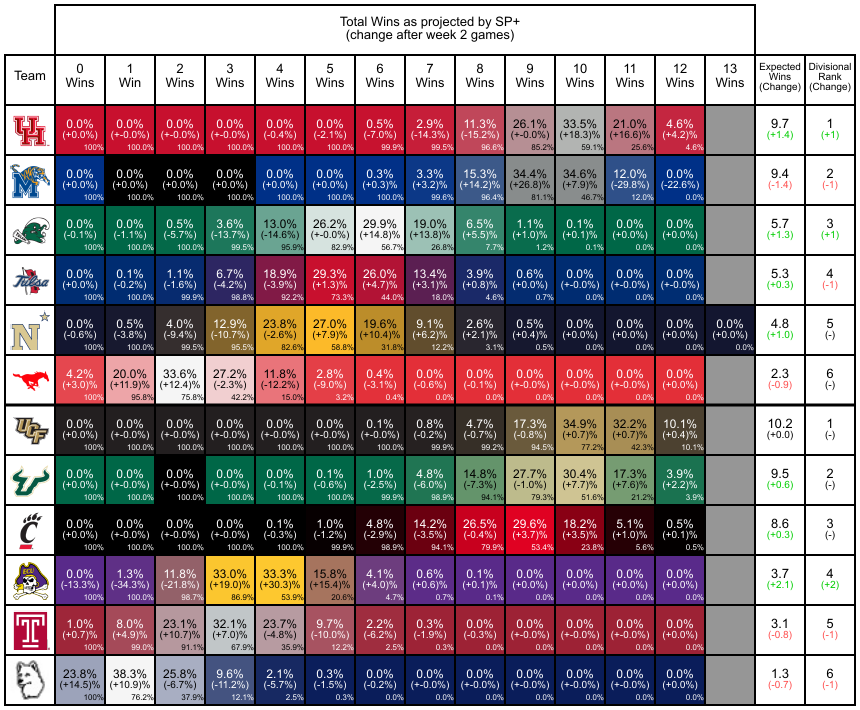 Total Wins as projected by SP+
(change after week 2 games)
Team 0 Wins 1 Win 2 Wins 3 Wins 4 Wins 5 Wins 6 Wins 7 Wins 8 Wins 9 Wins 10 Wins 11 Wins 12 Wins 13 Wins Expected Wins (Change) Divisional Rank (Change)
UH 0.0% 0.0% 0.0% 0.0% 0.0% 0.0% 0.5% 2.9% 11.3% 26.1% 33.5% 21.0% 4.6% 9.7 1
(+0.0%) (+-0.0%) (+-0.0%) (+-0.0%) (-0.4%) (-2.1%) (-7.0%) (-14.3%) (-15.2%) (+-0.0%) (+18.3)% (+16.6)% (+4.2)% (+1.4) (+1)
100% 100.0% 100.0% 100.0% 100.0% 100.0% 99.9% 99.5% 96.6% 85.2% 59.1% 25.6% 4.6%
M 0.0% 0.0% 0.0% 0.0% 0.0% 0.0% 0.3% 3.3% 15.3% 34.4% 34.6% 12.0% 0.0% 9.4 2
(+0.0%) (+0.0%) (+0.0%) (+0.0%) (+0.0%) (+0.0%) (+0.3)% (+3.2)% (+14.2)% (+26.8)% (+7.9)% (-29.8%) (-22.6%) (-1.4) (-1)
100% 100.0% 100.0% 100.0% 100.0% 100.0% 100.0% 99.6% 96.4% 81.1% 46.7% 12.0%
0.0% 0.0% 0.5% 3.6% 13.0% 26.2% 29.9% 19.0% 6.5% 1.1% 0.1% 0.0% 0.0% 5.7 3
(-0.1%) (-1.1%) (-5.7%) (-13.7%) (-14.6%) (+-0.0%) (+14.8)% (+13.8)% (+5.5)% (+1.0)% (+0.1)% (+0.0%) (+0.0%) (+1.3) (+1)
100% 100.0% 100.0% 99.5% 95.9% 82.9% 56.7% 26.8% 7.7% 1.2% 0.1% 0.0% 0.0%
Tulsa 0.0% 0.1% 1.1% 6.7% 18.9% 29.3% 26.0% 13.4% 3.9% 0.6% 0.0% 0.0% 0.0% 5.3 4
(+0.0%) (-0.2%) (-1.6%) (-4.2%) (-3.9%) (+1.3)% (+4.7)% (+3.1)% (+0.8)% (+0.0%) (+0.0%) (+0.0%) (+0.0%) (+0.3) (-1)
100% 100.0% 99.9% 98.8% 92.2% 73.3% 44.0% 18.0% 4.6% 0.7% 0.0% 0.0% 0.0%
N 0.0% 0.5% 4.0% 12.9% 23.8% 27.0% 19.6% 9.1% 2.6% 0.5% 0.0% 0.0% 0.0% 0.0% 4.8 5
(-0.6%) (-3.8%) (-9.4%) (-10.7%) (-2.6%) (+7.9)% (+10.4)% (+6.2)% (+2.1)% (+0.4)% (+0.0%) (+0.0%) (+0.0%) (+0.0%) (+1.0) (-)
100% 100.0% 99.5% 95.5% 82.6% 58.8% 31.8% 12.2% 3.1% 0.5% 0.0% 0.0% 0.0% 0.0%
4.2% 20.0% 33.6% 27.2% 11.8% 2.8% 0.4% 0.0% 0.0% 0.0% 0.0% 0.0% 0.0% 2.3 6
(+3.0)% (+11.9)% (+12.4)% (-2.3%) (-12.2%) (-9.0%) (-3.1%) (-0.6%) (-0.1%) (+-0.0%) (+-0.0%) (+-0.0%) (+0.0%) (-0.9) (-)
100% 95.8% 75.8% 42.2% 15.0% 3.2% 0.4% 0.0% 0.0% 0.0% 0.0% 0.0% 0.0%
UCF 0.0% 0.0% 0.0% 0.0% 0.0% 0.0% 0.1% 0.8% 4.7% 17.3% 34.9% 32.2% 10.1% 10.2 1
(+0.0%) (+0.0%) (+0.0%) (+-0.0%) (+-0.0%) (+-0.0%) (+-0.0%) (-0.2%) (-0.7%) (-0.8%) (+0.7)% (+0.7)% (+0.4)% (+0.0) (-)
100% 100.0% 100.0% 100.0% 100.0% 100.0% 100.0% 99.9% 99.2% 94.5% 77.2% 42.3% 10.1%
0.0% 0.0% 0.0% 0.0% 0.0% 0.1% 1.0% 4.8% 14.8% 27.7% 30.4% 17.3% 3.9% 9.5 2
(+0.0%) (+-0.0%) (+-0.0%) (+-0.0%) (-0.1%) (-0.6%) (-2.5%) (-6.0%) (-7.3%) (-1.0%) (+7.7)% (+7.6)% (+2.2)% (+0.6) (-)
100% 100.0% 100.0% 100.0% 100.0% 100.0% 99.9% 98.9% 94.1% 79.3% 51.6% 21.2% 3.9%
C 0.0% 0.0% 0.0% 0.0% 0.1% 1.0% 4.8% 14.2% 26.5% 29.6% 18.2% 5.1% 0.5% 8.6 3
(+0.0%) (+-0.0%) (+-0.0%) (+-0.0%) (-0.3%) (-1.2%) (-2.9%) (-3.5%) (-0.4%) (+3.7)% (+3.5)% (+1.0)% (+0.1)% (+0.3) (-)
100% 100.0% 100.0% 100.0% 100.0% 99.9% 98.9% 94.1% 79.9% 53.4% 23.8% 5.6% 0.5%
ECU 0.0% 1.3% 11.8% 33.0% 33.3% 15.8% 4.1% 0.6% 0.1% 0.0% 0.0% 0.0% 0.0% 3.7 4
(-13.3%) (-34.3%) (-21.8%) (+19.0)% (+30.3)% (+15.4)% (+4.0)% (+0.6)% (+0.1)% (+0.0%) (+0.0%) (+0.0%) (+0.0%) (+2.1) (+2)
100% 100.0% 98.7% 86.9% 53.9% 20.6% 4.7% 0.7% 0.1% 0.0% 0.0% 0.0% 0.0%
T 1.0% 8.0% 23.1% 32.1% 23.7% 9.7% 2.2% 0.3% 0.0% 0.0% 0.0% 0.0% 0.0% 3.1 5
(+0.7)% (+4.9)% (+10.7)% (+7.0)% (-4.8%) (-10.0%) (-6.2%) (-1.9%) (-0.3%) (+-0.0%) (+-0.0%) (+-0.0%) (+0.0%) (-0.8) (-1)
100% 99.0% 91.1% 67.9% 35.9% 12.2% 2.5% 0.3% 0.0% 0.0% 0.0% 0.0% 0.0%
23.8% 38.3% 25.8% 9.6% 2.1% 0.3% 0.0% 0.0% 0.0% 0.0% 0.0% 0.0% 0.0% 1.3 6
(+14.5)% (+10.9)% (-6.7%) (-11.2%) (-5.7%) (-1.5%) (-0.2%) (+-0.0%) (+-0.0%) (+-0.0%) (+-0.0%) (+-0.0%) (+0.0%) (-0.7) (-1)
100% 76.2% 37.9% 12.1% 2.5% 0.3% 0.0% 0.0% 0.0% 0.0% 0.0% 0.0% 0.0%